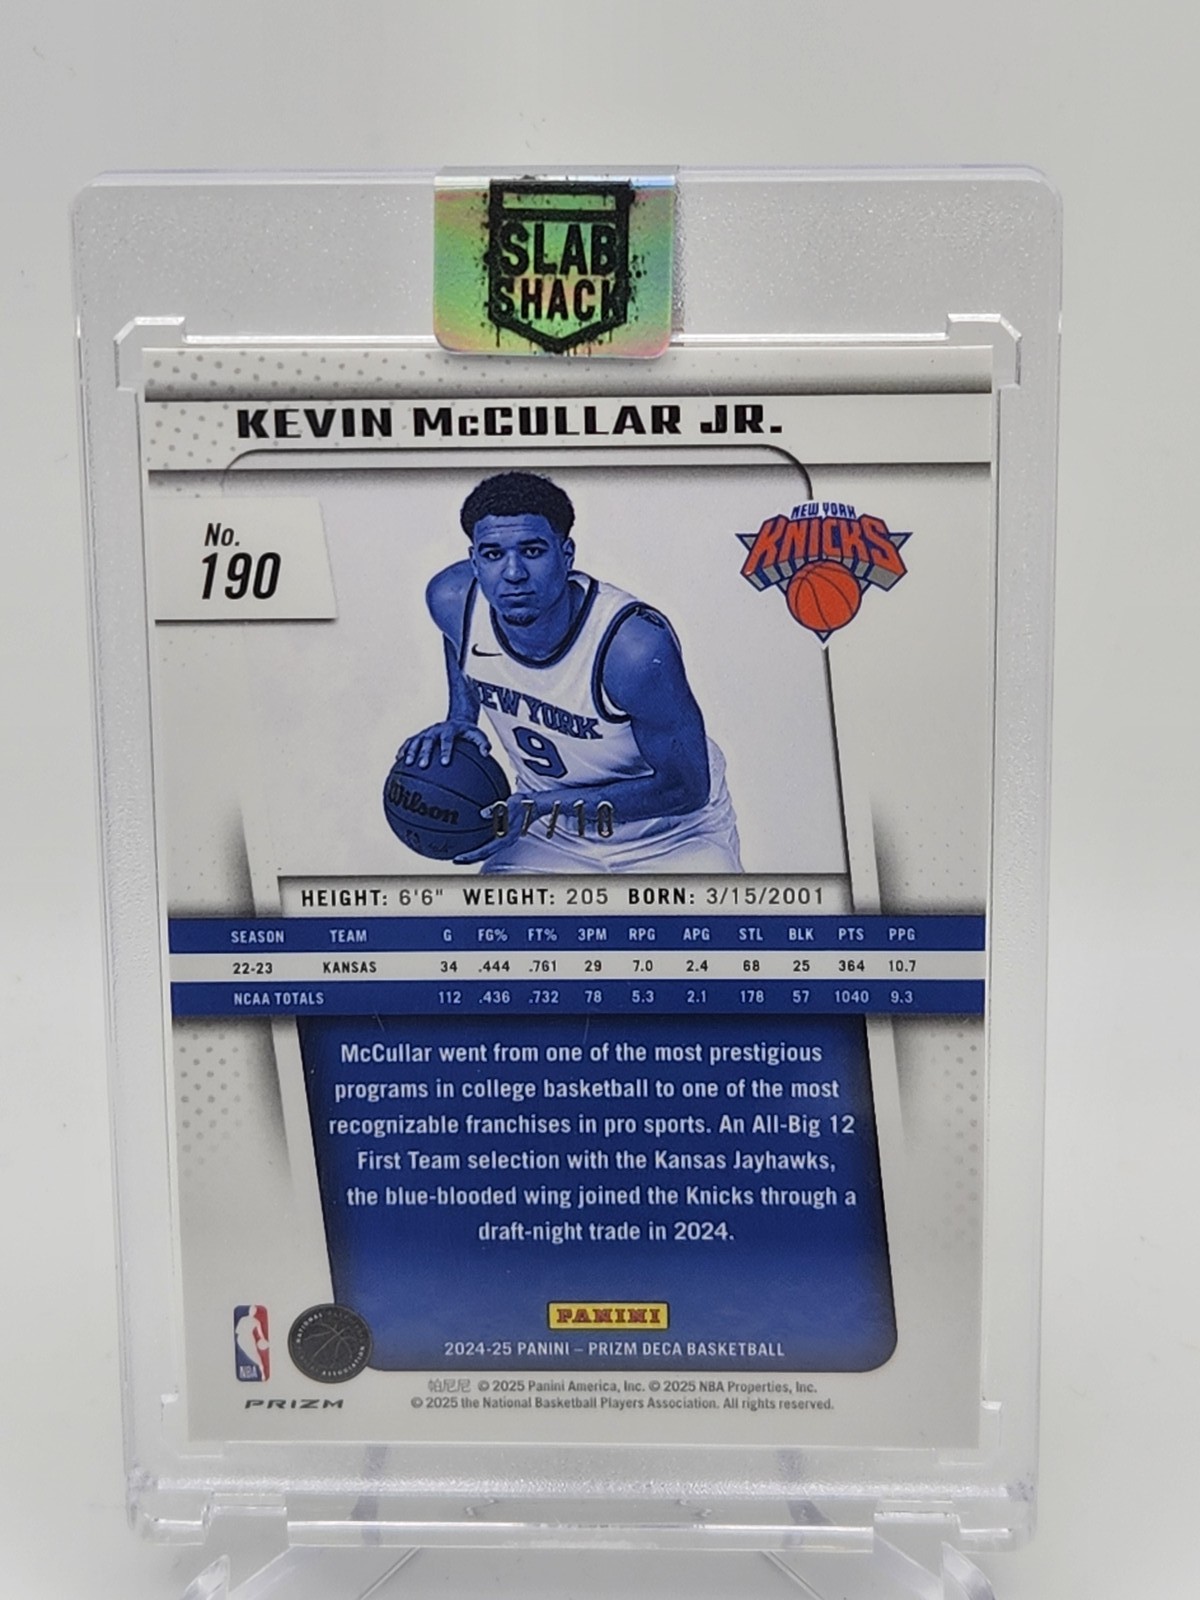 SLAB
SHACK
KEVIN McCULLAR JR.
No.
190
NEW YORK
KNICKS
NEW YORK
9
Wilson
07/10
HEIGHT: 6'6" WEIGHT: 205 BORN: 3/15/2001
SEASON TEAM G FG% FT% 3PM RPG APG STL BLK PTS PPG
22-23 KANSAS 34 .444 .761 29 7.0 2.4 68 25 364 10.7
NCAA TOTALS 112 .436 .732 78 5.3 2.1 178 57 1040 9.3
McCullar went from one of the most prestigious
programs in college basketball to one of the most
recognizable franchises in pro sports. An All-Big 12
First Team selection with the Kansas Jayhawks,
the blue-blooded wing joined the Knicks through a
draft-night trade in 2024.
PANINI
2024-25 PANINI – PRIZM DECA BASKETBALL
NBA
PRIZM
帕尼尼 © 2025 Panini America, Inc. © 2025 NBA Properties, Inc.
© 2025 the National Basketball Players Association. All rights reserved.